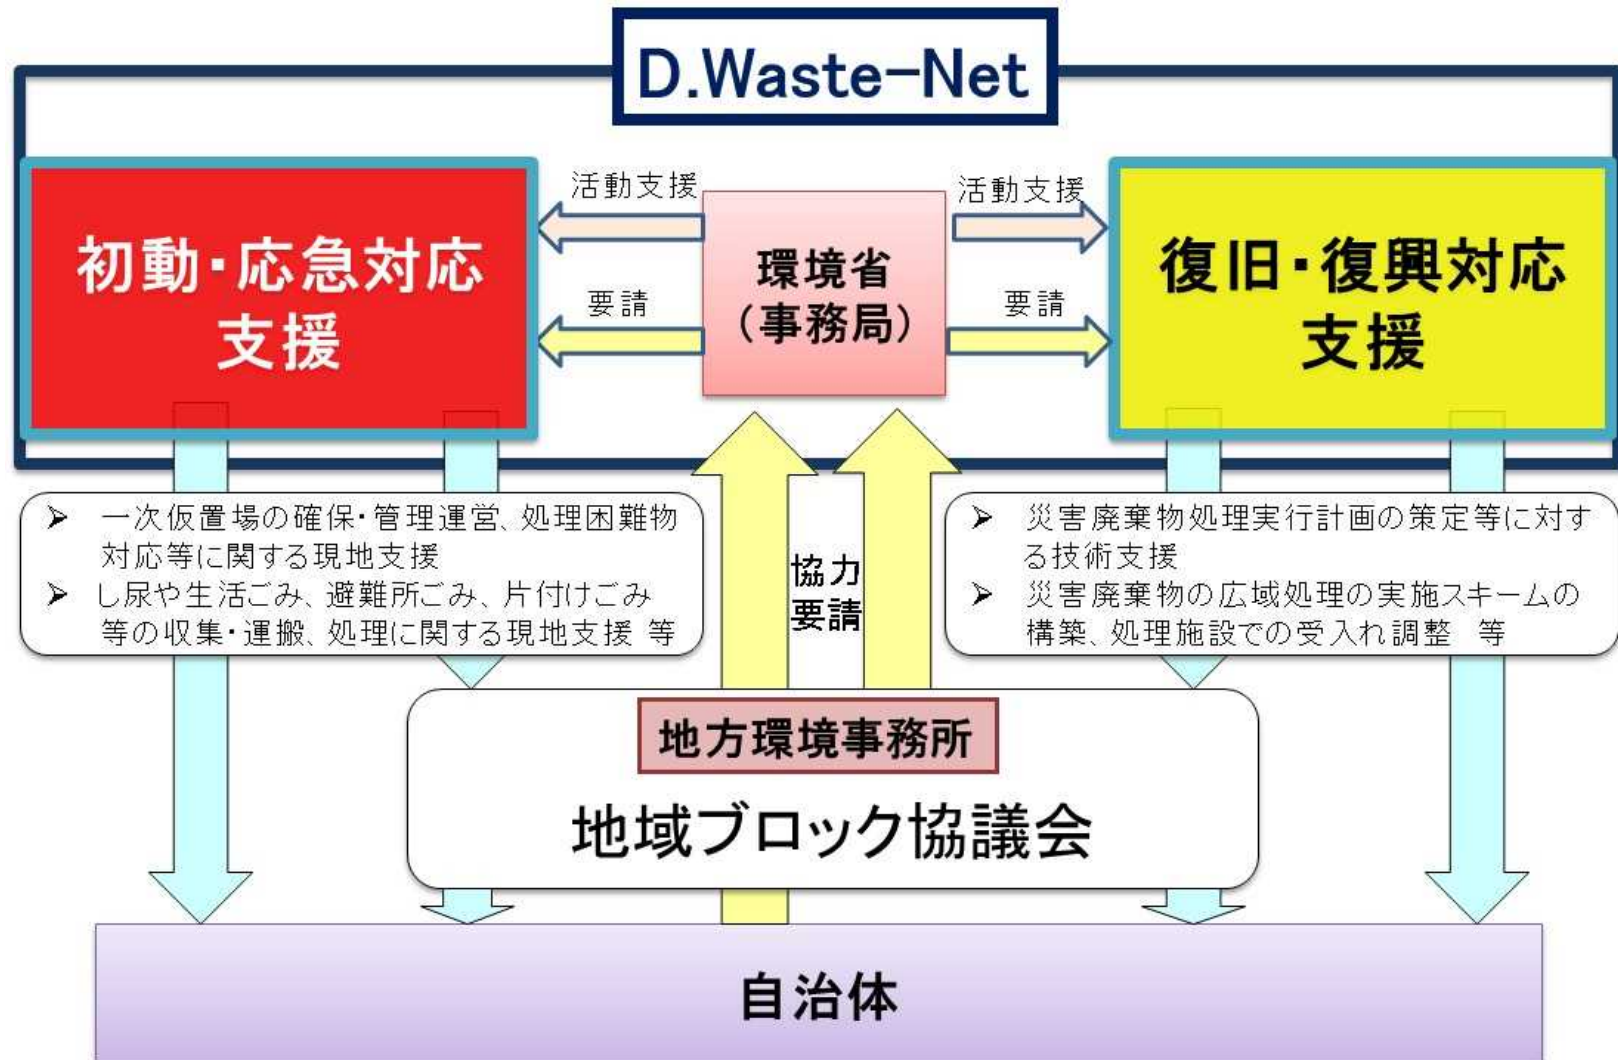 D.Waste-Net
初動・応急対応
支援
活動支援
要請
環境省
（事務局）
活動支援
要請
復旧・復興対応
支援
➢ 一次仮置場の確保・管理運営、処理困難物
対応等に関する現地支援
➢ し尿や生活ごみ、避難所ごみ、片付けごみ
等の収集・運搬、処理に関する現地支援 等
協力
要請
➢ 災害廃棄物処理実行計画の策定等に対す
る技術支援
➢ 災害廃棄物の広域処理の実施スキームの
構築、処理施設での受入れ調整 等
地方環境事務所
地域ブロック協議会
自治体